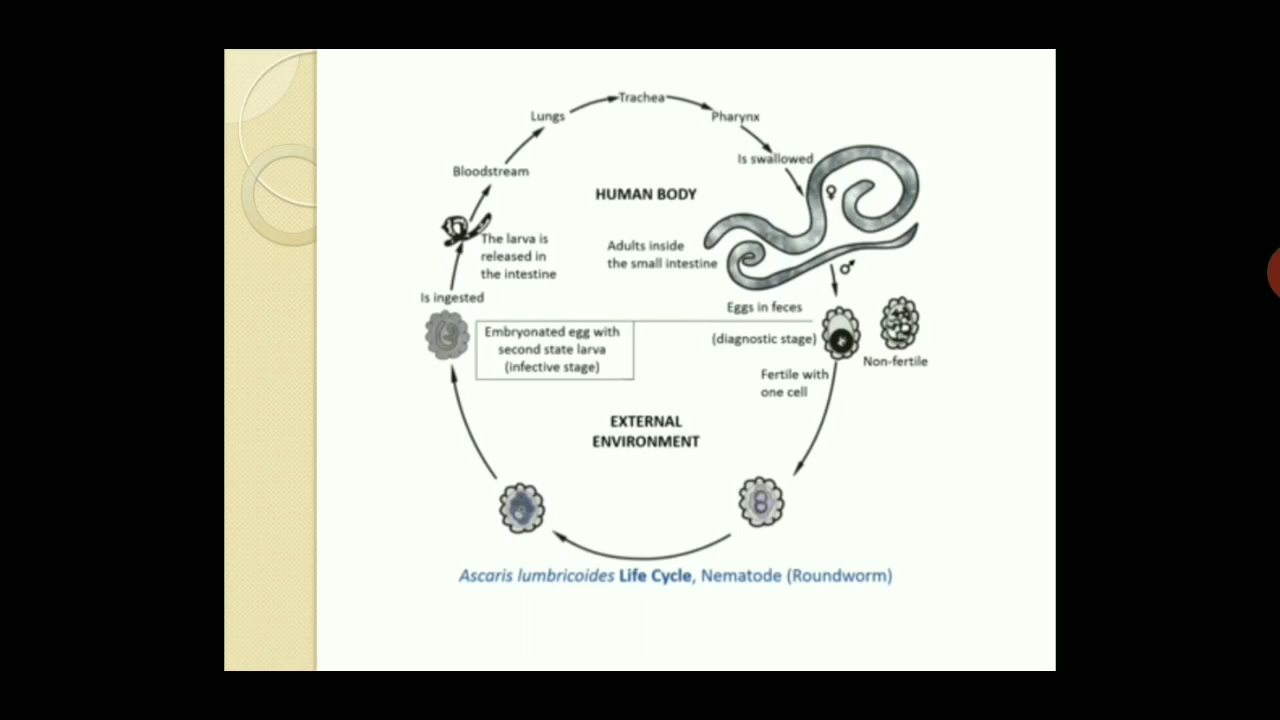 Trachea
Lungs
Pharynx
Is swallowed
Bloodstream
HUMAN BODY
♀
The larva is
released in
the intestine
Adults inside
the small intestine
♂
Is ingested
Eggs in feces
Embryonated egg with
second state larva
(infective stage)
(diagnostic stage)
Non-fertile
Fertile with
one cell
EXTERNAL
ENVIRONMENT
Ascaris lumbricoides Life Cycle, Nematode (Roundworm)